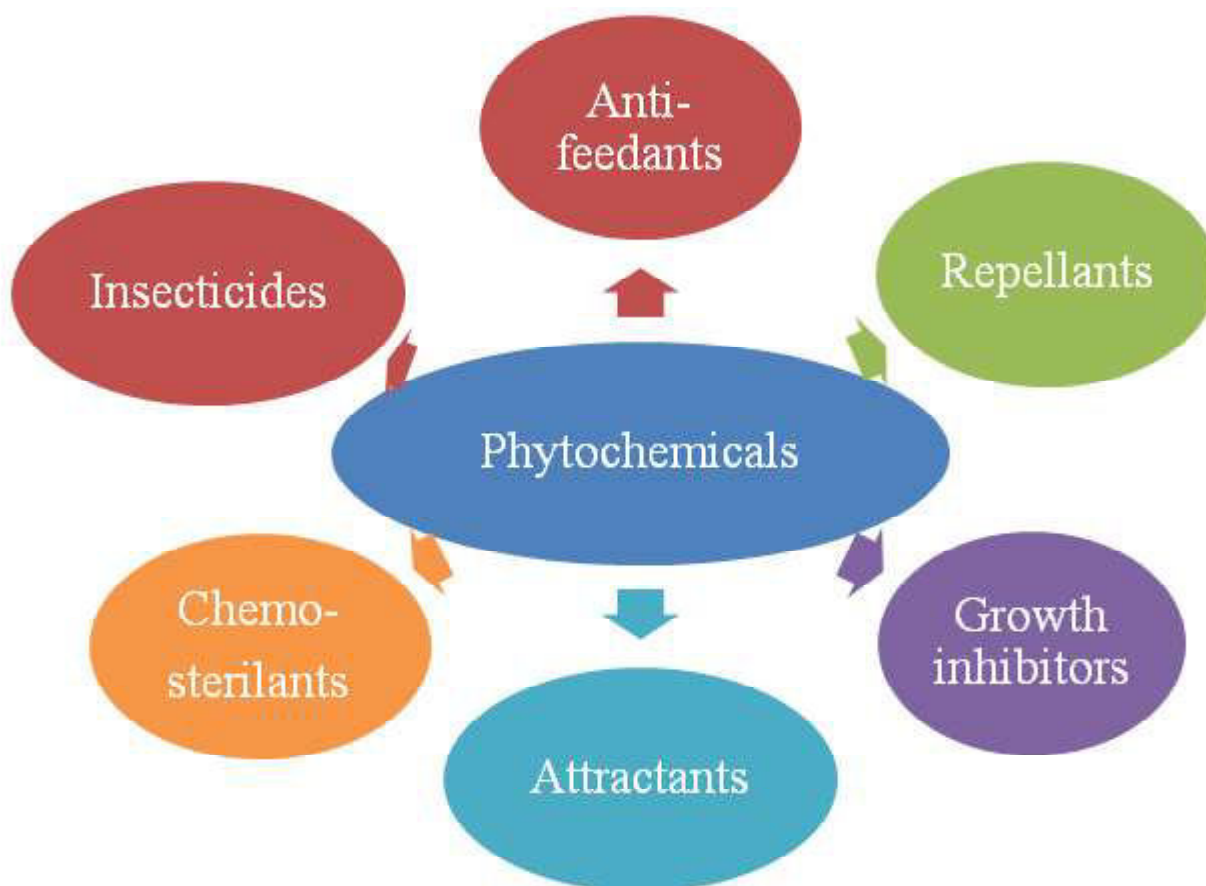 Anti-
feedants
Insecticides
Repellants
Phytochemicals
Chemo-
sterilants
Growth
inhibitors
Attractants